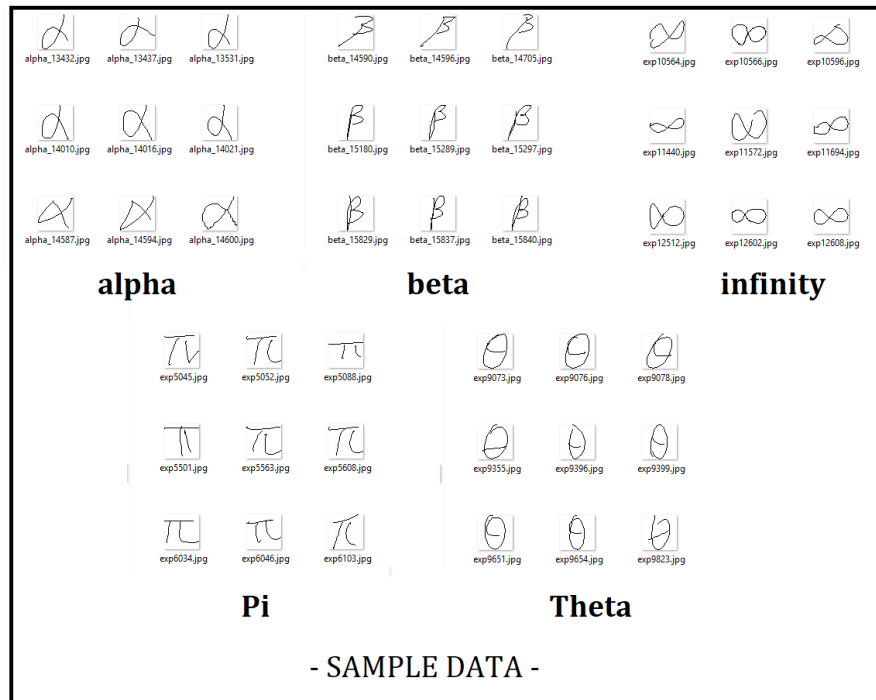 alpha_13432.jpg alpha_13437.jpg alpha_13531.jpg
alpha_14010.jpg alpha_14016.jpg alpha_14021.jpg
alpha_14587.jpg alpha_14594.jpg alpha_14600.jpg
alpha
beta_14590.jpg beta_14596.jpg beta_14705.jpg
beta_15180.jpg beta_15289.jpg beta_15297.jpg
beta_15829.jpg beta_15837.jpg beta_15840.jpg
beta
exp10564.jpg exp10566.jpg exp10596.jpg
exp11440.jpg exp11572.jpg exp11694.jpg
exp12512.jpg exp12602.jpg exp12608.jpg
infinity
exp5045.jpg exp5052.jpg exp5088.jpg
exp5501.jpg exp5563.jpg exp5608.jpg
exp6034.jpg exp6046.jpg exp6103.jpg
Pi
exp9073.jpg exp9076.jpg exp9078.jpg
exp9355.jpg exp9396.jpg exp9399.jpg
exp9651.jpg exp9654.jpg exp9823.jpg
Theta
- SAMPLE DATA -